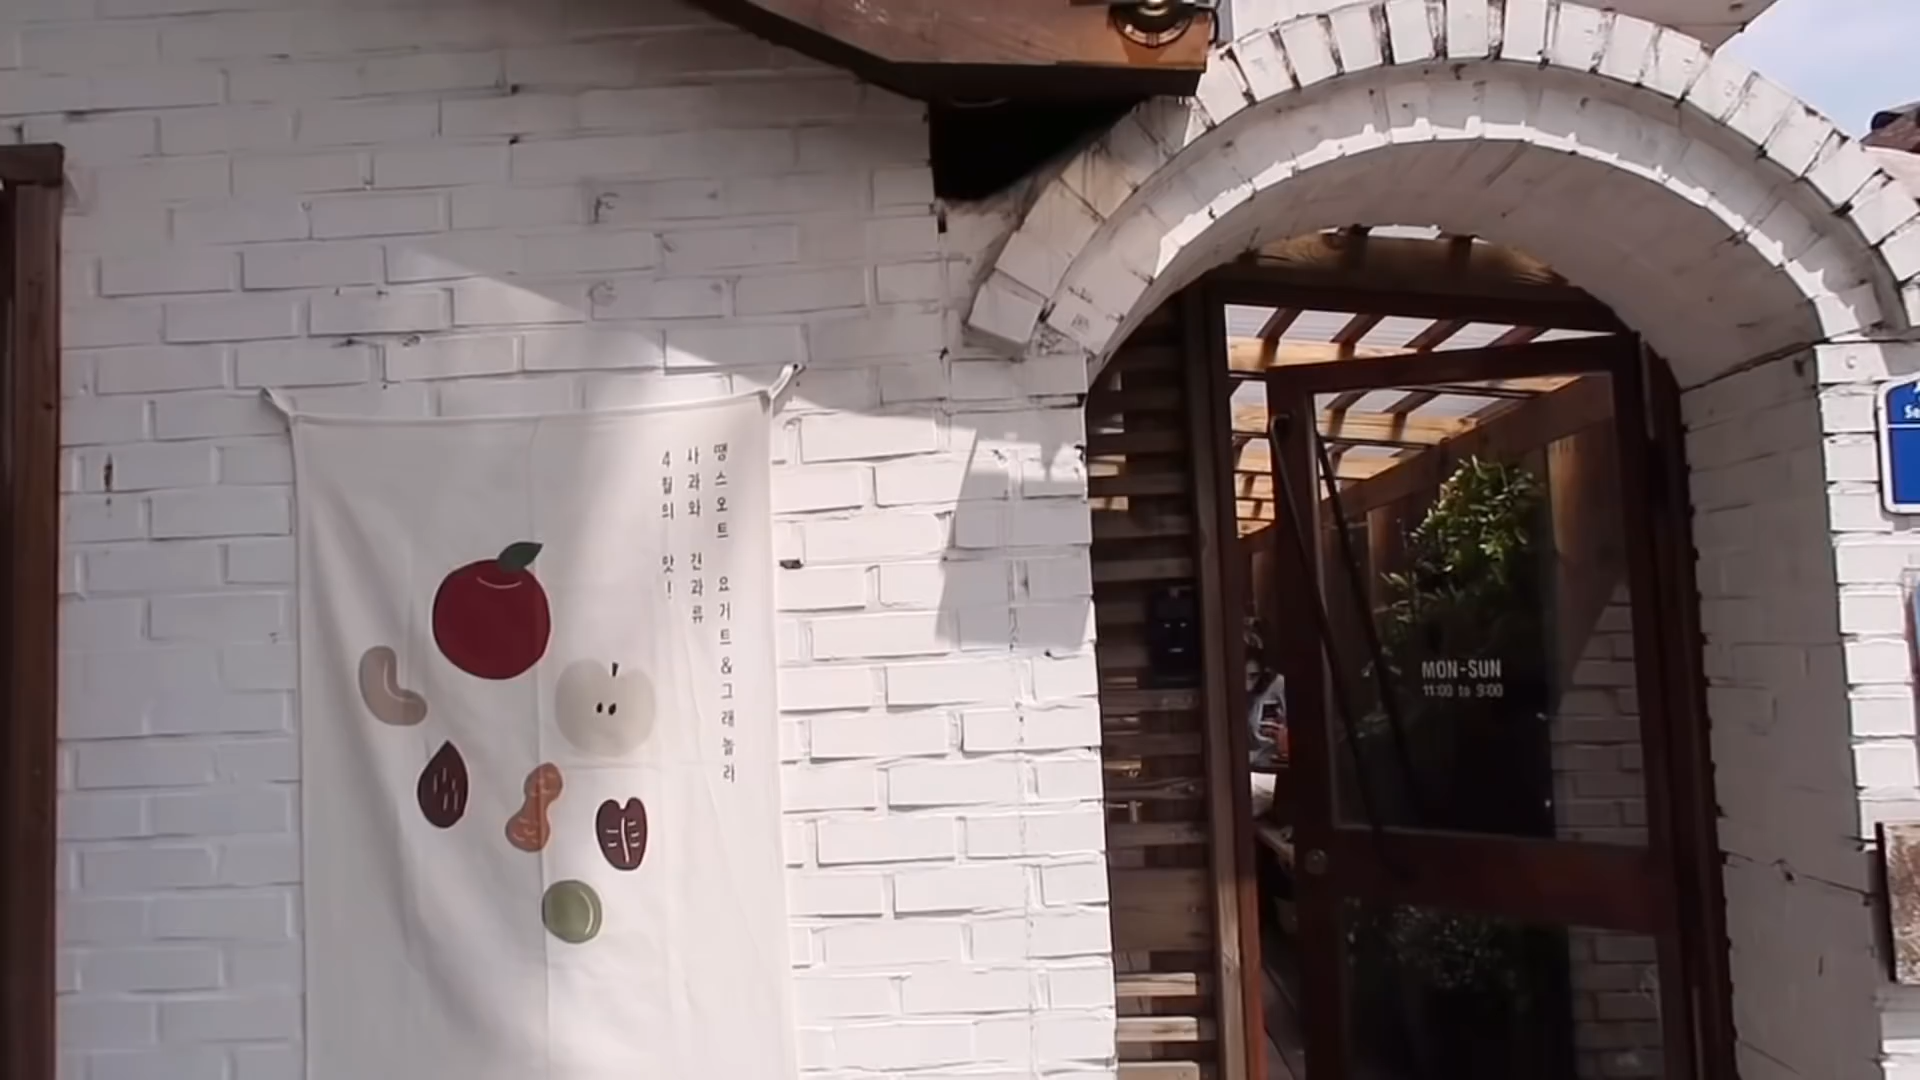 땡스오트 요거트&그래놀라
사과와 견과류
4월의 맛!
MON-SUN
11:00 to 9:00